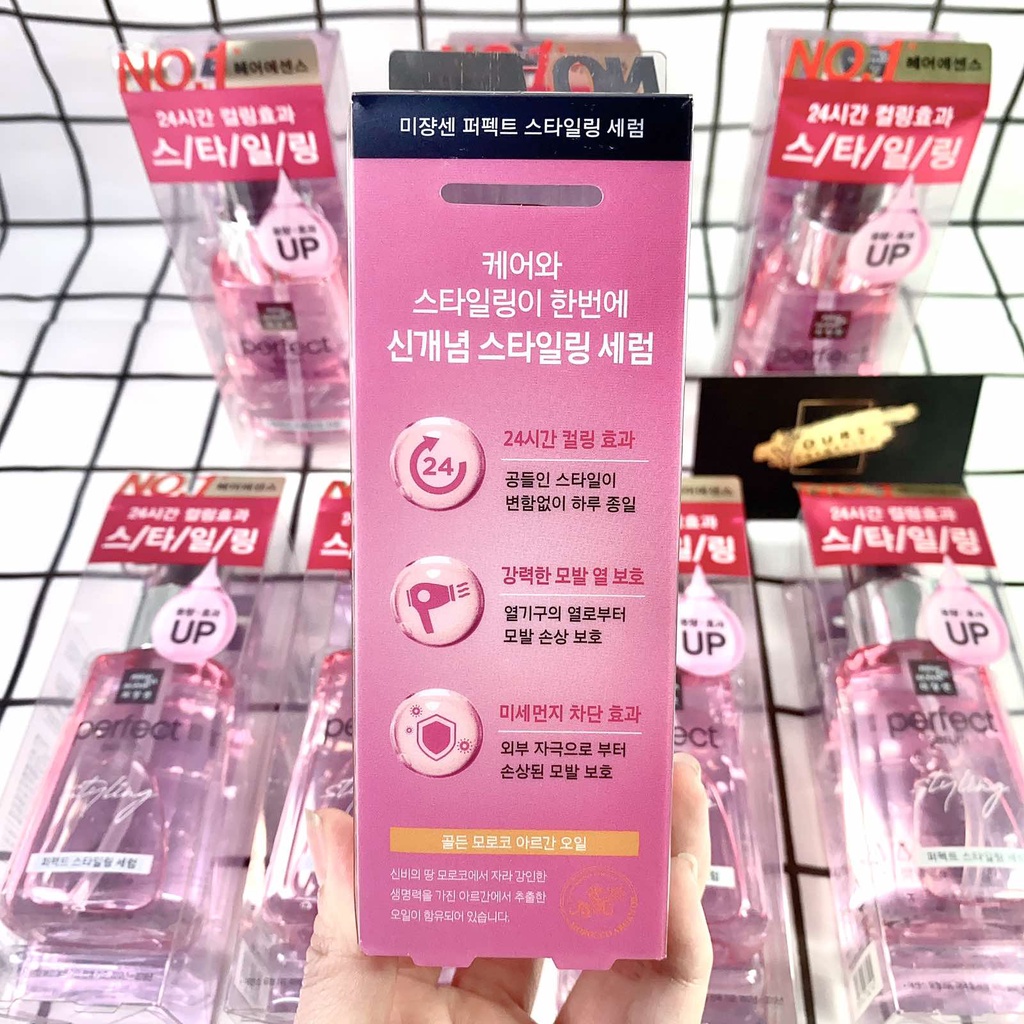 미쟝센 퍼펙트 스타일링 세럼
케어와
스타일링이 한번에
신개념 스타일링 세럼
24
24시간 컬링 효과
공들인 스타일이
변함없이 하루 종일
강력한 모발 열 보호
열기구의 열로부터
모발 손상 보호
미세먼지 차단 효과
외부 자극으로 부터
손상된 모발 보호
골든 모로코 아르간 오일
신비의 땅 모로코에서 자라 강인한
생명력을 가진 아르간에서 추출한
오일이 함유되어 있습니다.
NO.1 헤어에센스
24시간 컬링효과
스/타/일/링
UP
perfect
NO.1 헤어에센스
24시간 컬링효과
스/타/일/링
UP
perfect
NO.1 헤어에센스
24시간 컬링효과
스/타/일/링
UP
perfect
styling
퍼펙트 스타일링 세럼
UP
24시간 컬링효과
스/타/일/링
UP
perfect
styling
퍼펙트 스타일링 세럼